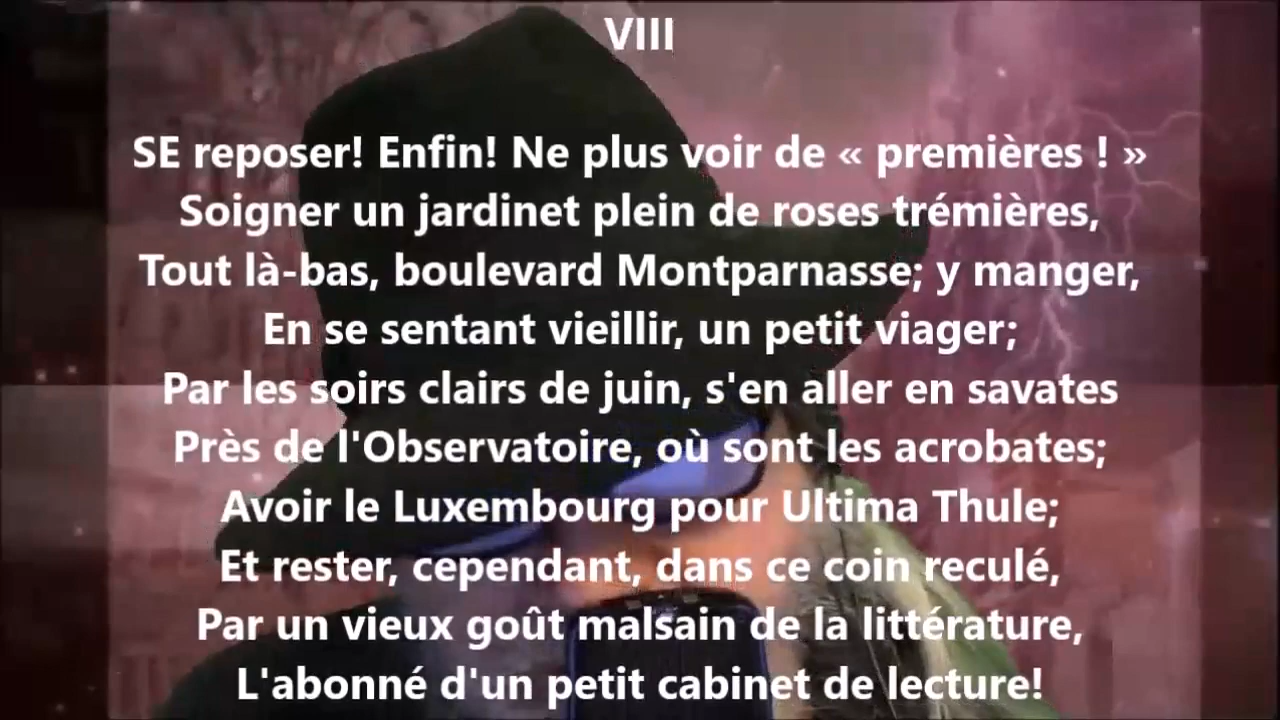 VIII
SE reposer! Enfin! Ne plus voir de « premières ! »
Soigner un jardinet plein de roses trémières,
Tout là-bas, boulevard Montparnasse; y manger,
En se sentant vieillir, un petit viager;
Par les soirs clairs de juin, s'en aller en savates
Près de l'Observatoire, où sont les acrobates;
Avoir le Luxembourg pour Ultima Thule;
Et rester, cependant, dans ce coin reculé,
Par un vieux goût malsain de la littérature,
L'abonné d'un petit cabinet de lecture!